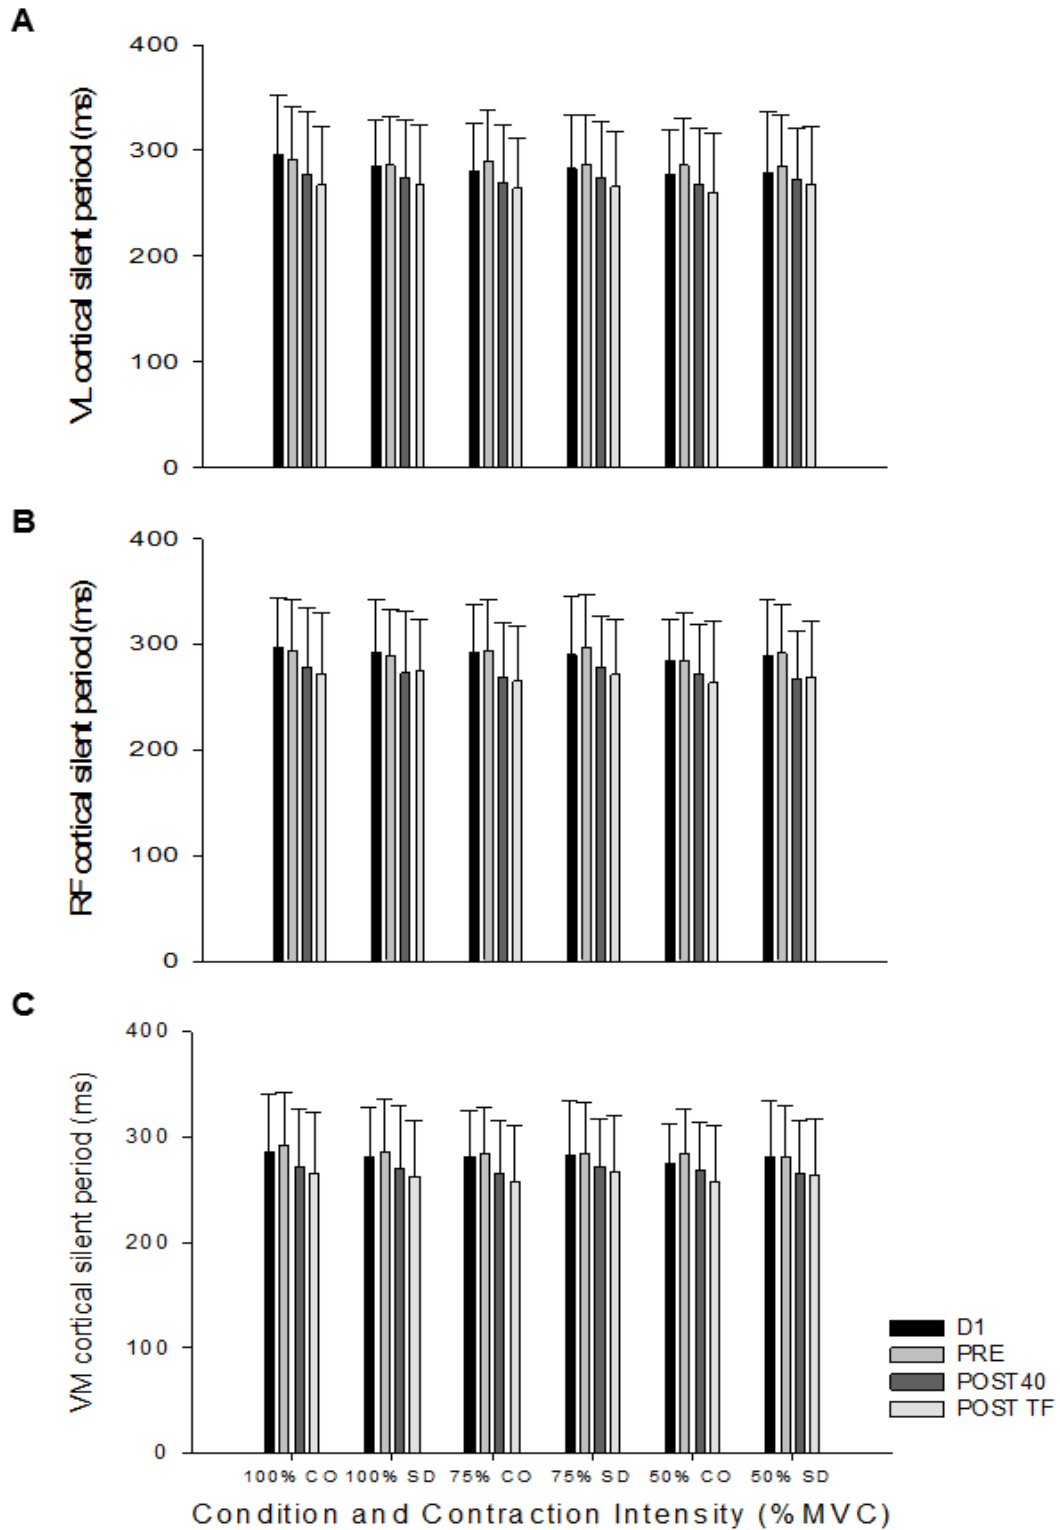 A
400
300
200
100
0
VL cortical silent period (ms)
B
400
300
200
100
0
RF cortical silent period (ms)
C
400
300
200
100
0
VM cortical silent period (ms)
100% CO 100% SD 75% CO 75% SD 50% CO 50% SD
Condition and Contraction Intensity (%MVC)
D1
PRE
POST40
POST TF